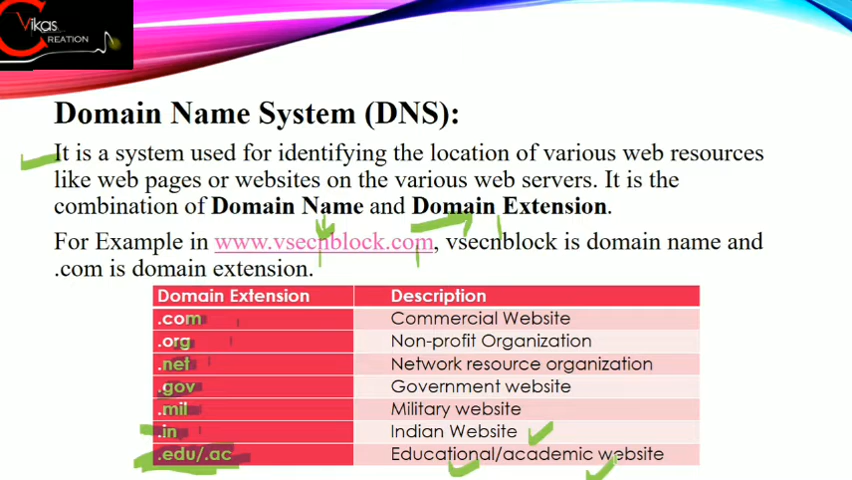 Vikas
CREATION
Domain Name System (DNS):
It is a system used for identifying the location of various web resources
like web pages or websites on the various web servers. It is the
combination of Domain Name and Domain Extension.
For Example in www.vsecnblock.com, vsecnblock is domain name and
.com is domain extension.
Domain Extension Description
.com Commercial Website
.org Non-profit Organization
.net Network resource organization
.gov Government website
.mil Military website
.in Indian Website
.edu/.ac Educational/academic website